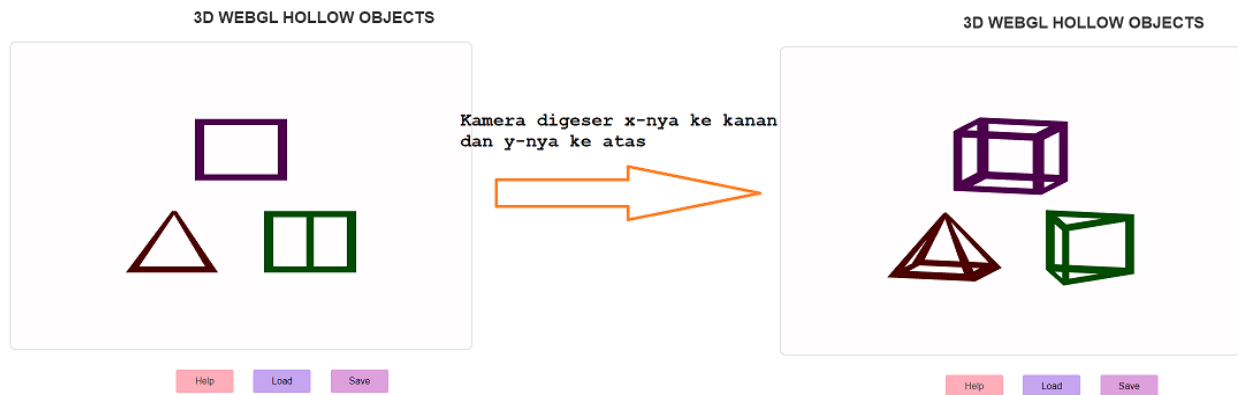 3D WEBGL HOLLOW OBJECTS
Help
Load
Save
Kamera digeser x-nya ke kanan
dan y-nya ke atas
3D WEBGL HOLLOW OBJECTS
Help
Load
Save